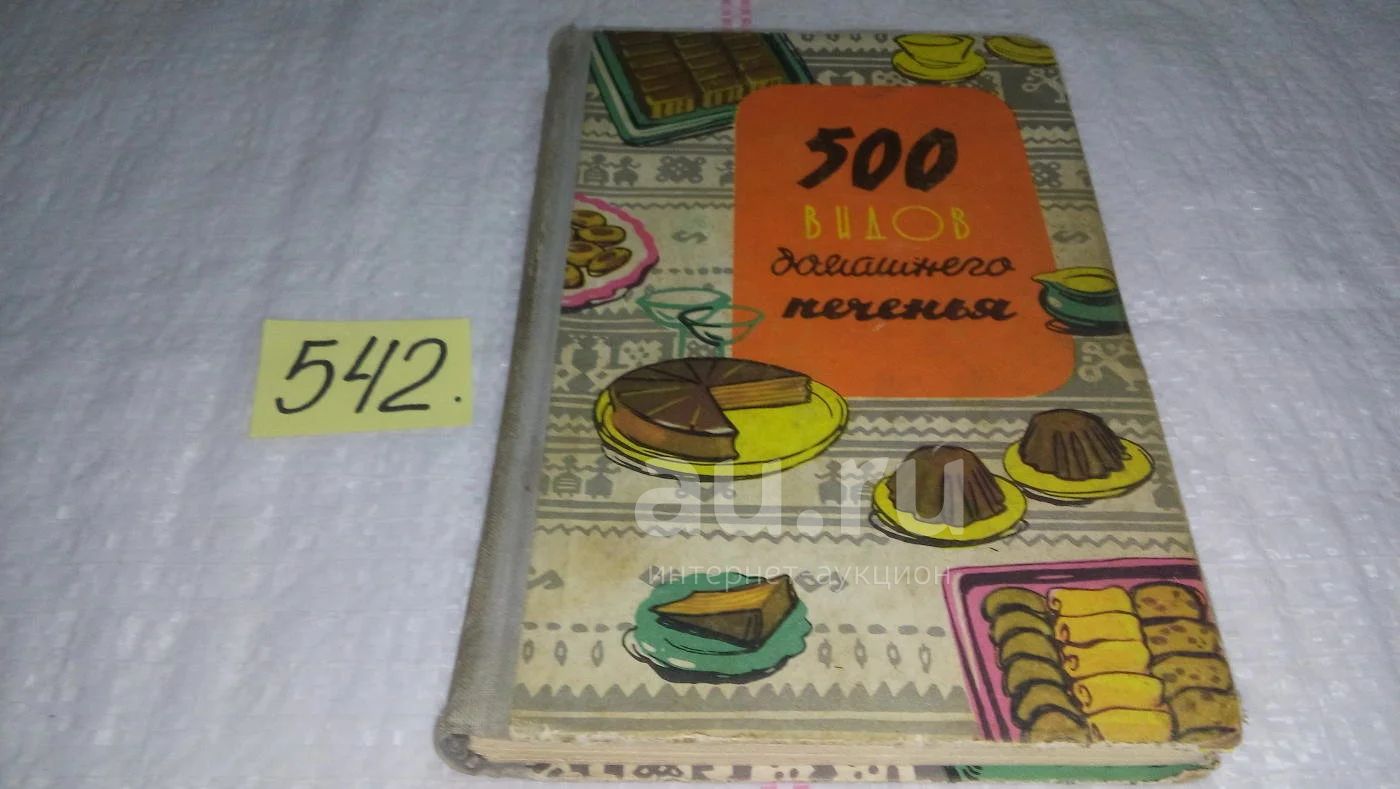 500
ВИДОВ
домашнего
печенья
542.
au.ru
интернет-аукцион